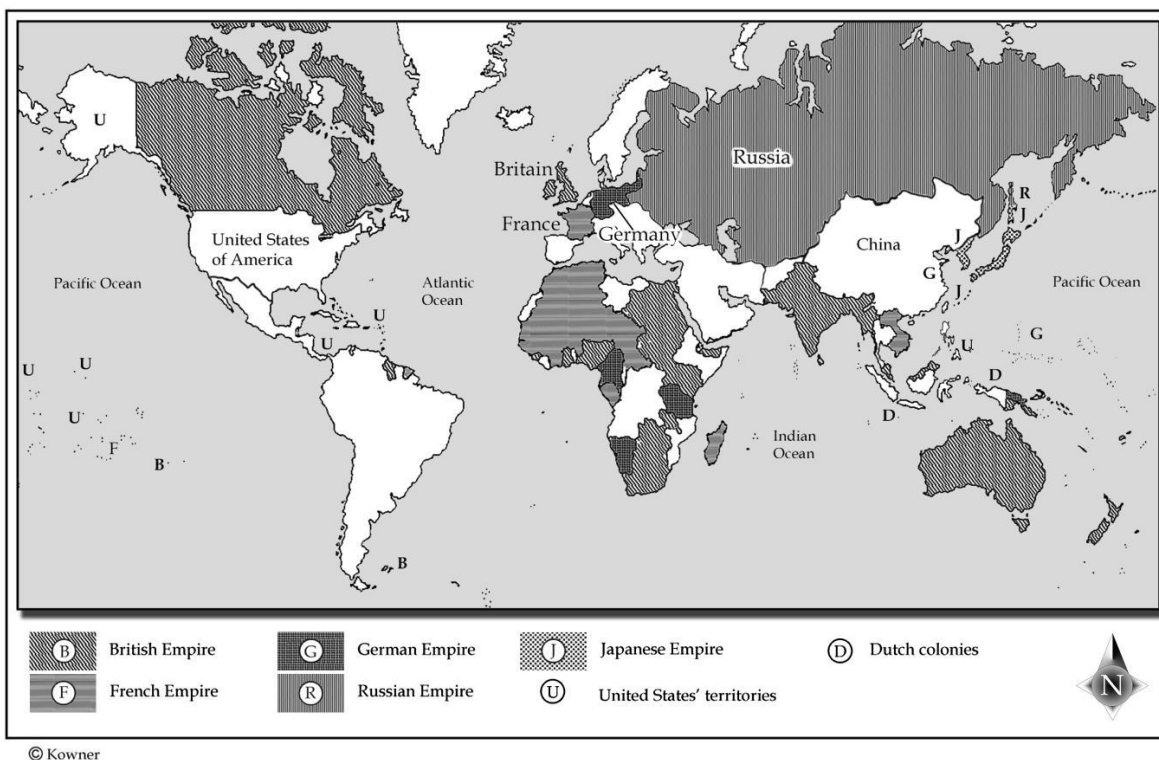 U
Britain
Russia
R
J
France
United States
of America
Germany
China
J
G
J
Pacific Ocean
Atlantic
Ocean
Pacific Ocean
U
U
G
U
U
U
D
D
U
F
B
Indian
Ocean
B
B British Empire
G German Empire
J Japanese Empire
D Dutch colonies
F French Empire
R Russian Empire
U United States’ territories
N
© Kowner